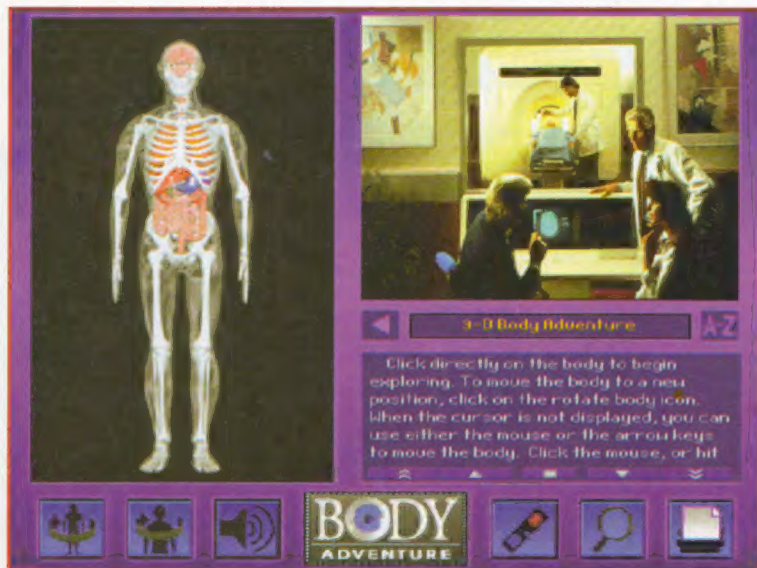 3-D Body Adventure
A-Z
Click directly on the body to begin
exploring. To move the body to a new
position, click on the rotate body icon.
When the cursor is not displayed, you can
use either the mouse or the arrow keys
to move the body. Click the mouse, or hit
BODY
ADVENTURE